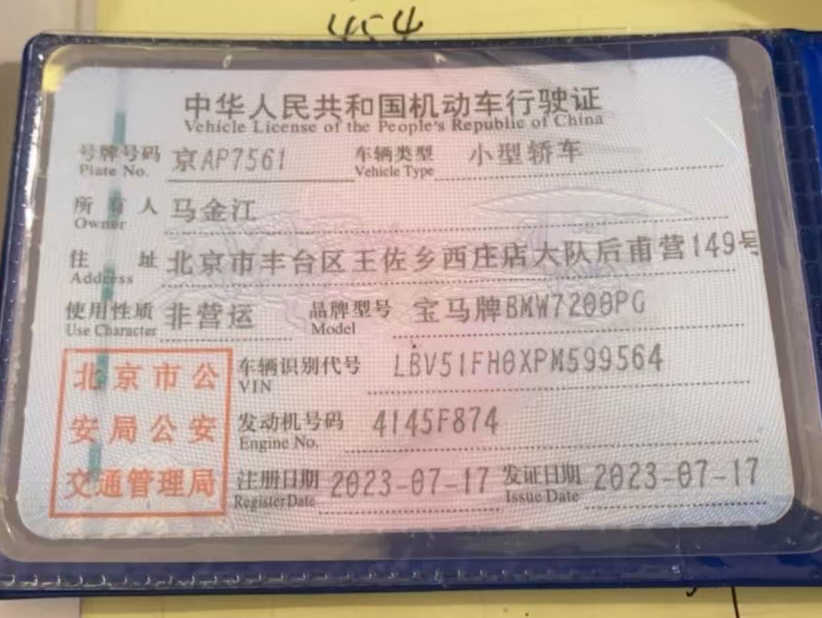 454
中华人民共和国机动车行驶证
Vehicle License of the People's Republic of China
号牌号码 京AP7561 车辆类型 小型轿车
Plate No. Vehicle Type
所有人 马金江
Owner
住址 北京市丰台区王佐乡西庄店大队后甫营149号
Address
使用性质 非营运 品牌型号 宝马牌BMW7200PG
Use Character Model
北京市公 车辆识别代号 LBV51FH0XPM599564
VIN
安局公安 发动机号码 4145F874
Engine No.
交通管理局 注册日期 2023-07-17 发证日期 2023-07-17
Register Date Issue Date